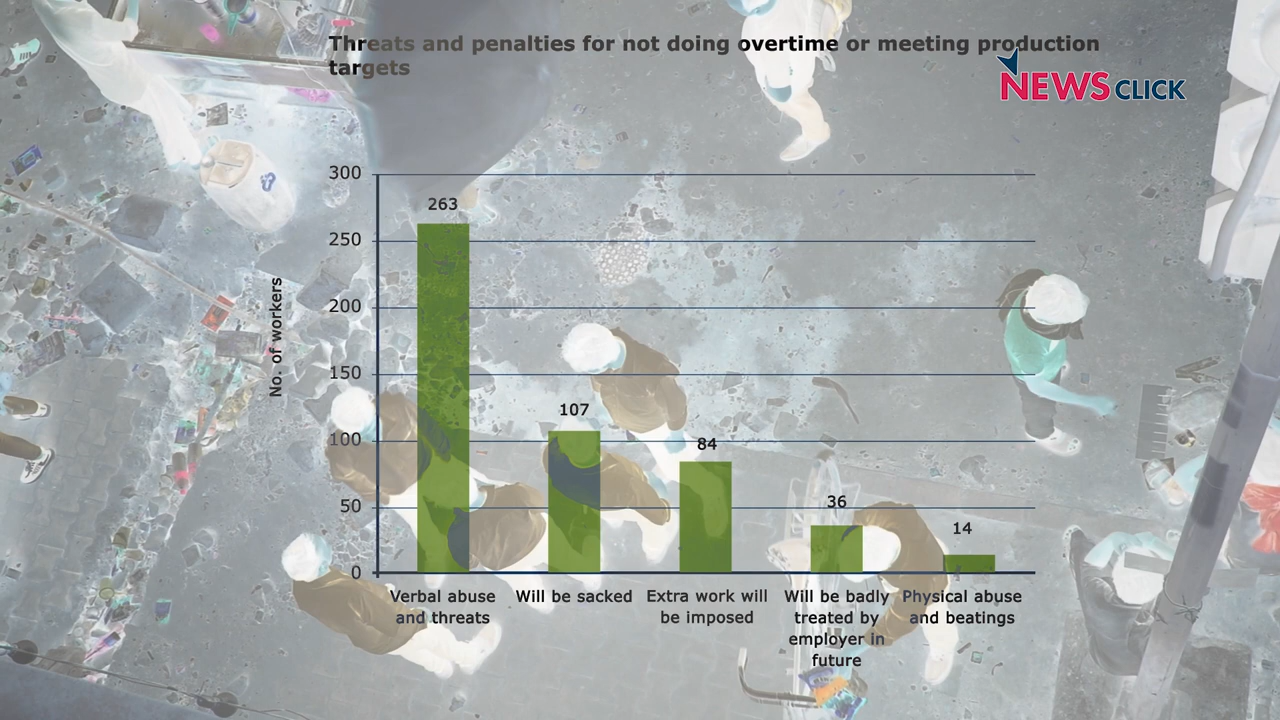 Threats and penalties for not doing overtime or meeting production
targets
NEWSCLICK
300
250
200
150
100
50
0
No. of workers
263
107
84
36
14
Verbal abuse
and threats
Will be sacked
Extra work will
be imposed
Will be badly
treated by
employer in
future
Physical abuse
and beatings